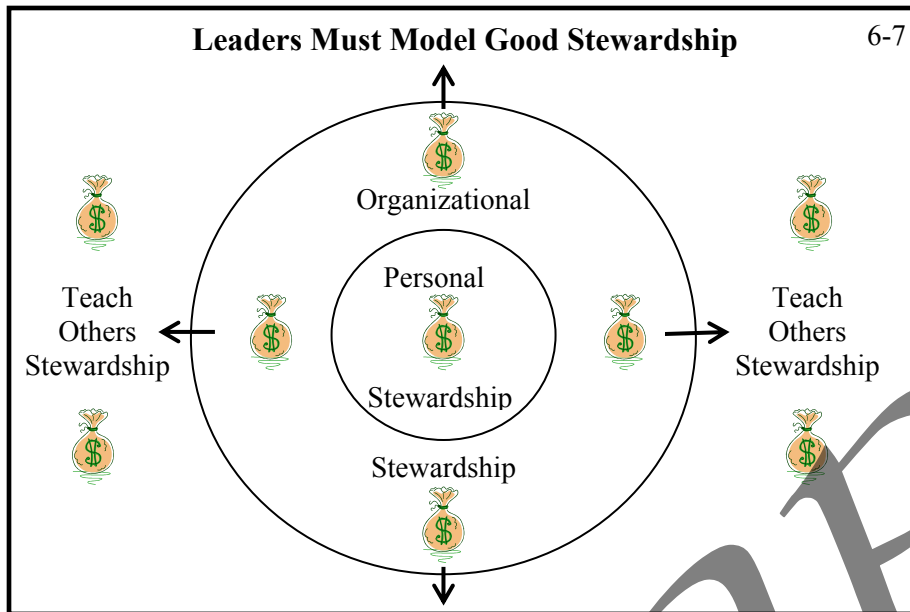 Leaders Must Model Good Stewardship
6-7
$
Organizational
$
$
Personal
Teach
Others
Stewardship
$
$
$
Teach
Others
Stewardship
Stewardship
$
$
Stewardship
$